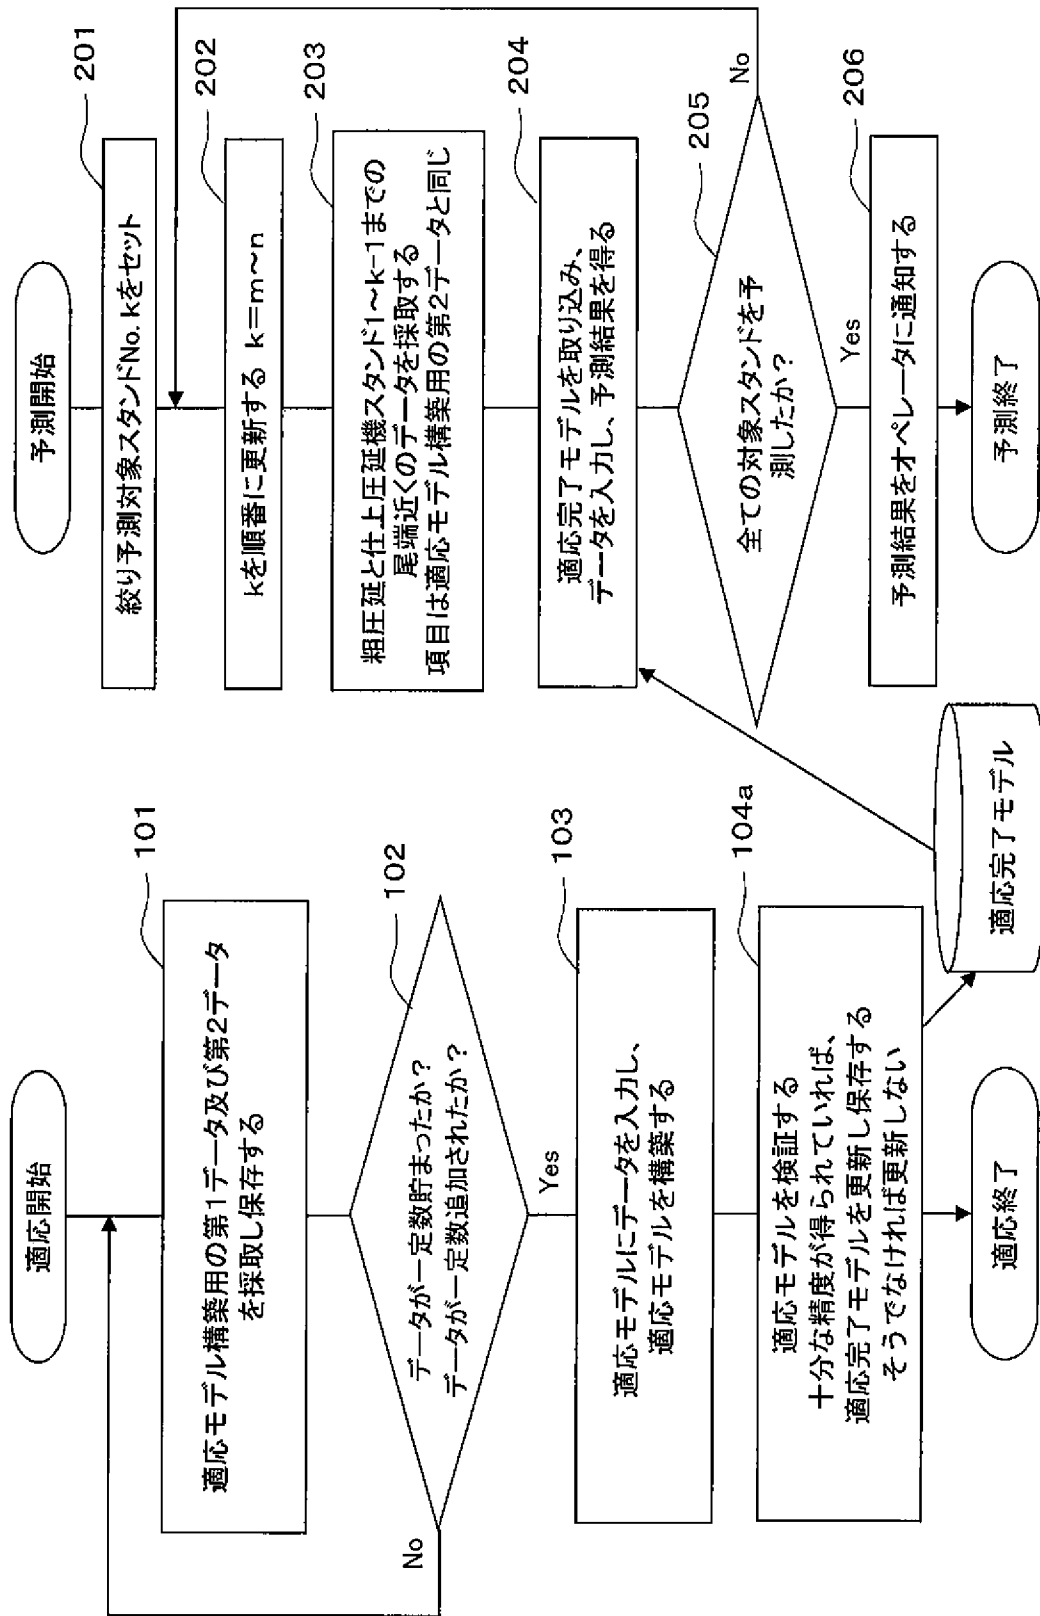 適応開始
適応モデル構築用の第1データ及び第2データ
を採取し保存する
101
データが一定数貯まったか？
データが一定数追加されたか？
102
No
Yes
適応モデルにデータを入力し、
適応モデルを構築する
103
適応モデルを検証する
十分な精度が得られていれば、
適応完了モデルを更新し保存する
そうでなければ更新しない
104a
適応終了
適応完了モデル
予測開始
絞り予測対象スタンドNo. kをセット
201
kを順番に更新する k=m～n
202
粗圧延と仕上圧延機スタンド1～k-1までの
尾端近くのデータを採取する
項目は適応モデル構築用の第2データと同じ
203
適応完了モデルを取り込み、
データを入力し、予測結果を得る
204
全ての対象スタンドを予
測したか？
205
No
Yes
予測結果をオペレータに通知する
206
予測終了